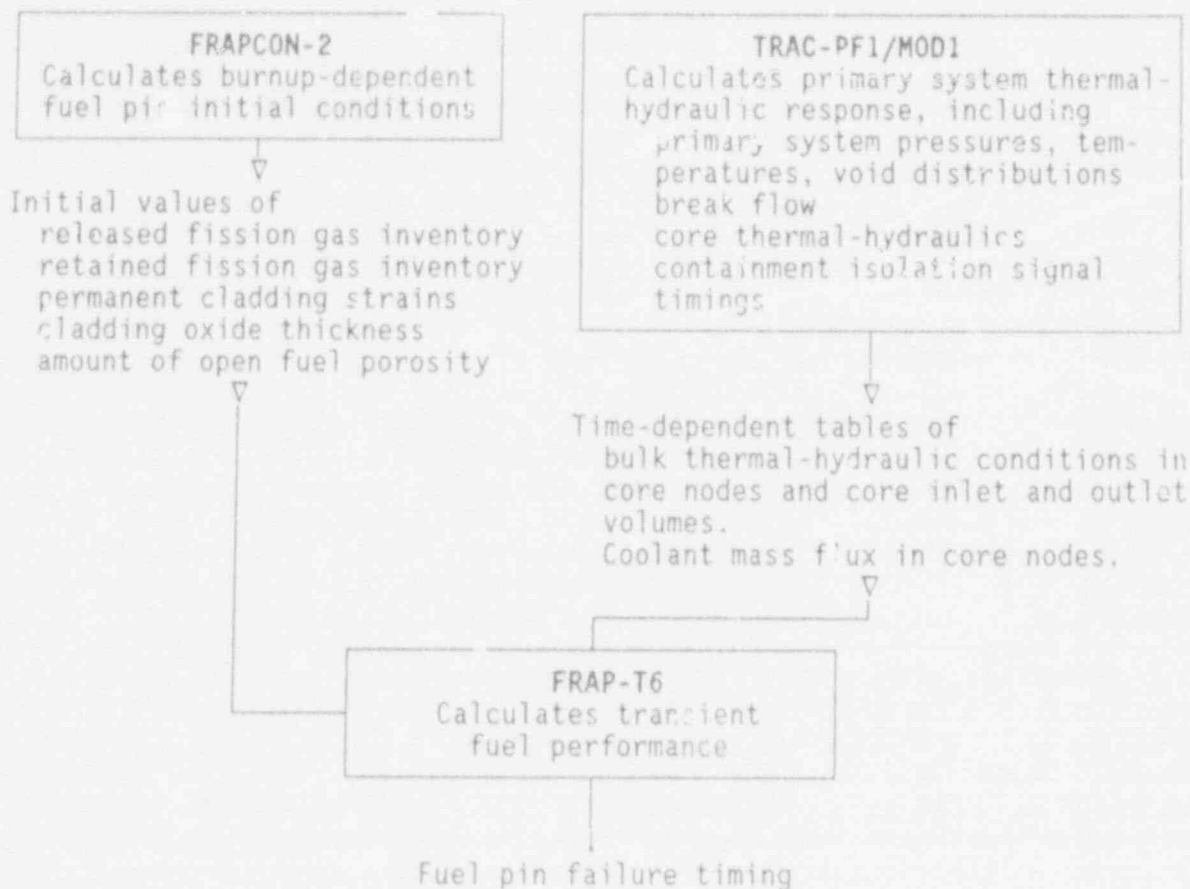 FRAPCON-2
Calculates burnup-dependent
fuel pin initial conditions
Initial values of
released fission gas inventory
retained fission gas inventory
permanent cladding strains
cladding oxide thickness
amount of open fuel porosity
TRAC-PF1/MOD1
Calculates primary system thermal-
hydraulic response, including
primary system pressures, tem-
peratures, void distributions
break flow
core thermal-hydraulics
containment isolation signal
timings
Time-dependent tables of
bulk thermal-hydraulic conditions in
core nodes and core inlet and outlet
volumes.
Coolant mass flux in core nodes.
FRAP-T6
Calculates transient
fuel performance
Fuel pin failure timing